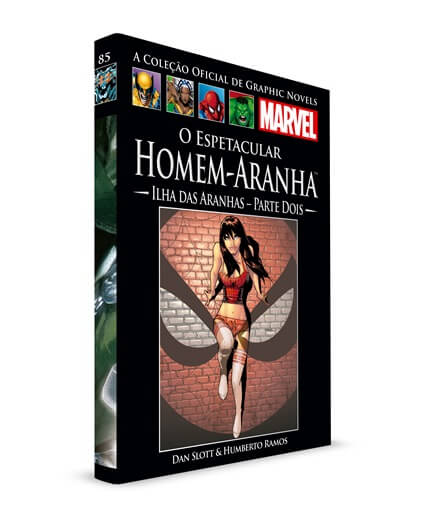 85
A Coleção Oficial de Graphic Novels
MARVEL
O Espetacular
Homem-Aranha
Ilha das Aranhas – Parte Dois
Dan Slott & Humberto Ramos